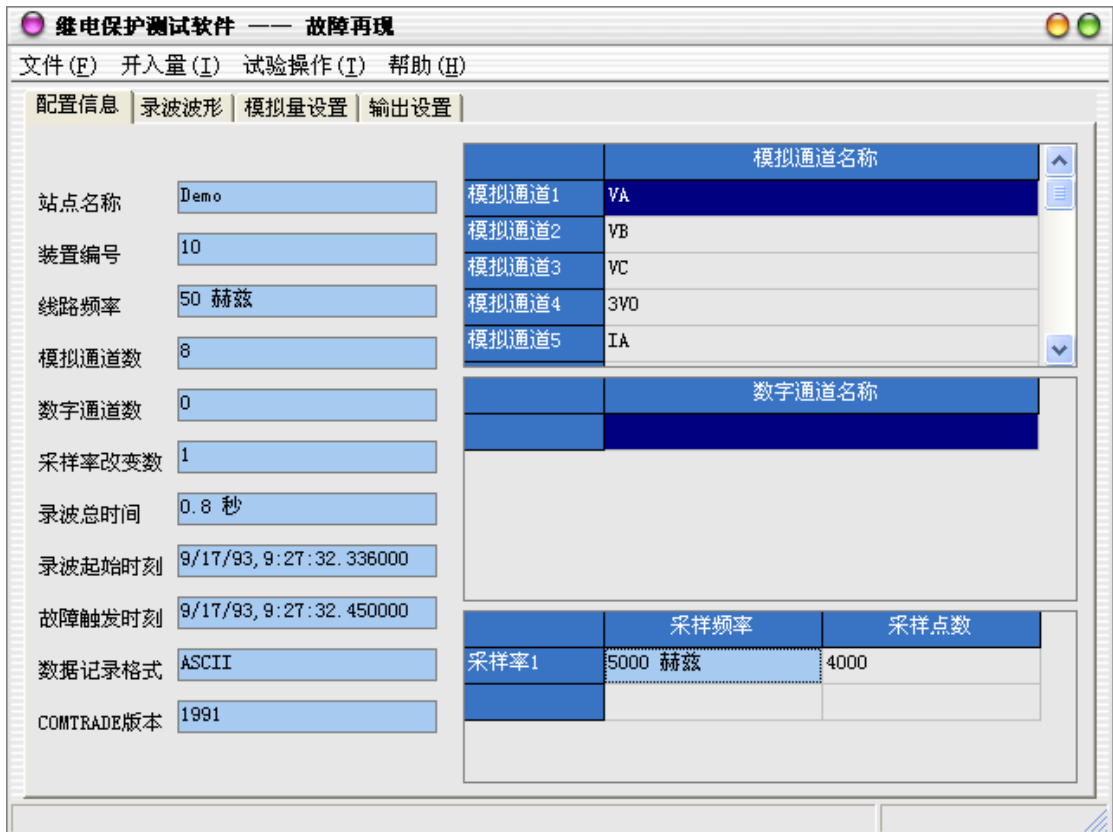 继电保护测试软件 —— 故障再现
文件(F) 开入量(I) 试验操作(T) 帮助(H)
配置信息 录波波形 模拟量设置 输出设置
站点名称 Demo
装置编号 10
线路频率 50 赫兹
模拟通道数 8
数字通道数 0
采样率改变数 1
录波总时间 0.8 秒
录波起始时刻 9/17/93,9:27:32.336000
故障触发时刻 9/17/93,9:27:32.450000
数据记录格式 ASCII
COMTRADE版本 1991
模拟通道名称
模拟通道1 VA
模拟通道2 VB
模拟通道3 VC
模拟通道4 3V0
模拟通道5 IA
数字通道名称
采样频率 采样点数
采样率1 5000 赫兹 4000